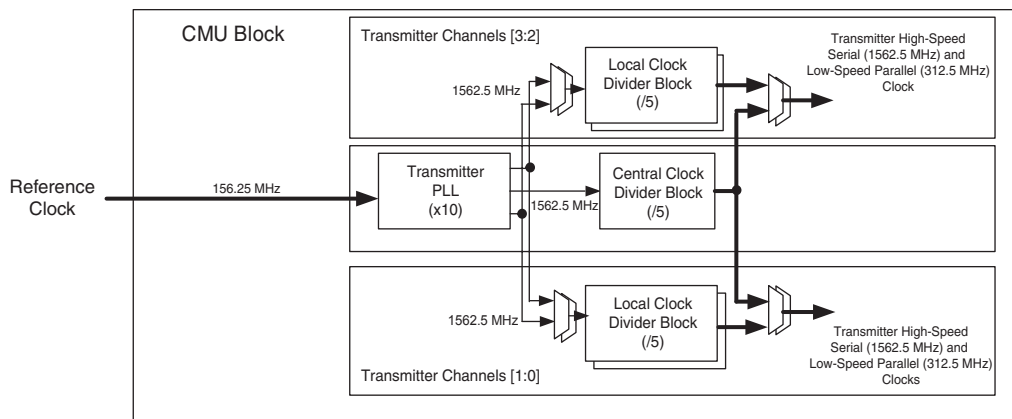 CMU Block
Transmitter Channels [3:2]
1562.5 MHz
Local Clock
Divider Block
(/5)
Transmitter High-Speed
Serial (1562.5 MHz) and
Low-Speed Parallel (312.5 MHz)
Clock
Reference
Clock
156.25 MHz
Transmitter
PLL
(x10)
1562.5 MHz
Central Clock
Divider Block
(/5)
1562.5 MHz
Local Clock
Divider Block
(/5)
Transmitter High-Speed
Serial (1562.5 MHz) and
Low-Speed Parallel (312.5 MHz)
Clocks
Transmitter Channels [1:0]